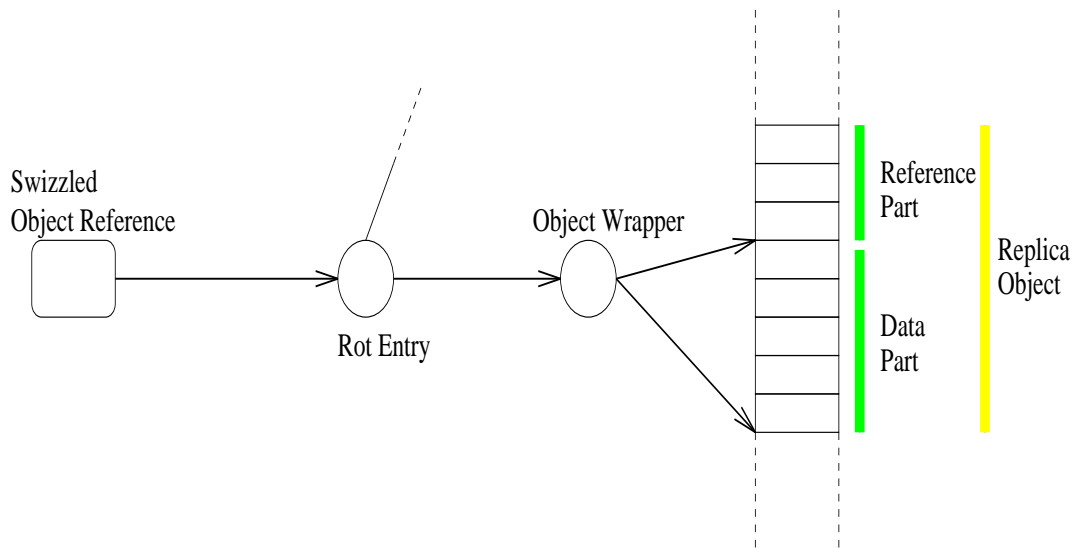 Swizzled
Object Reference
Rot Entry
Object Wrapper
Reference
Part
Data
Part
Replica
Object